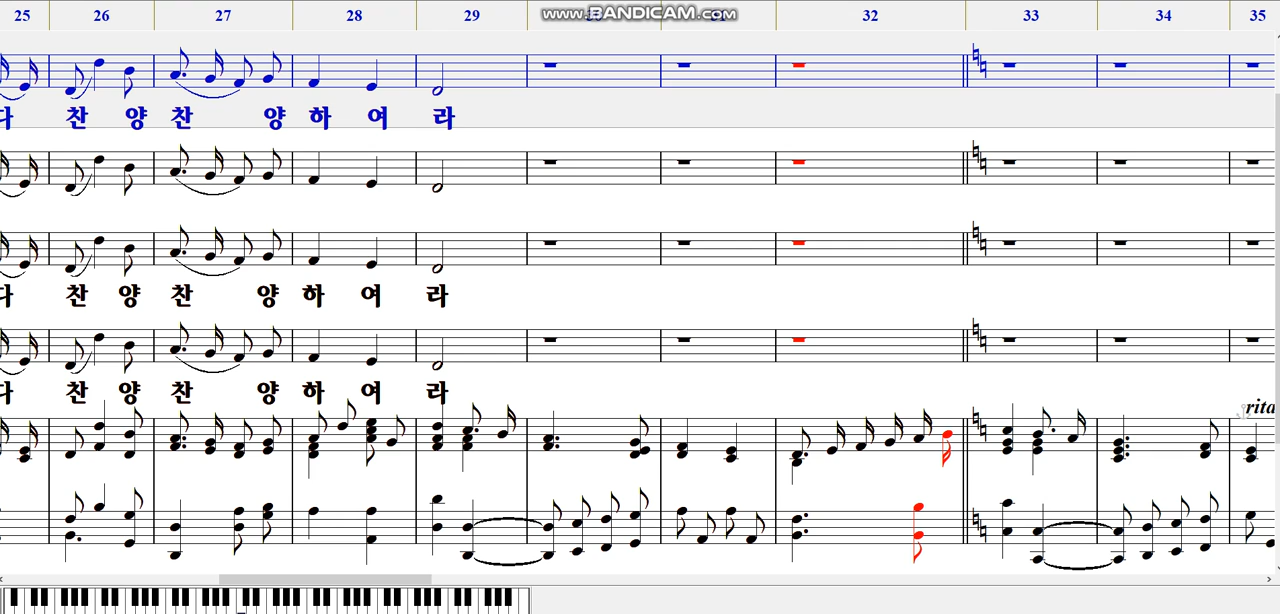 25 26 27 28 29 32 33 34 35
www.BANDICAM.com
다 찬 양 찬 양 하 여 라
다 찬 양 찬 양 하 여 라
다 찬 양 찬 양 하 여 라
rita